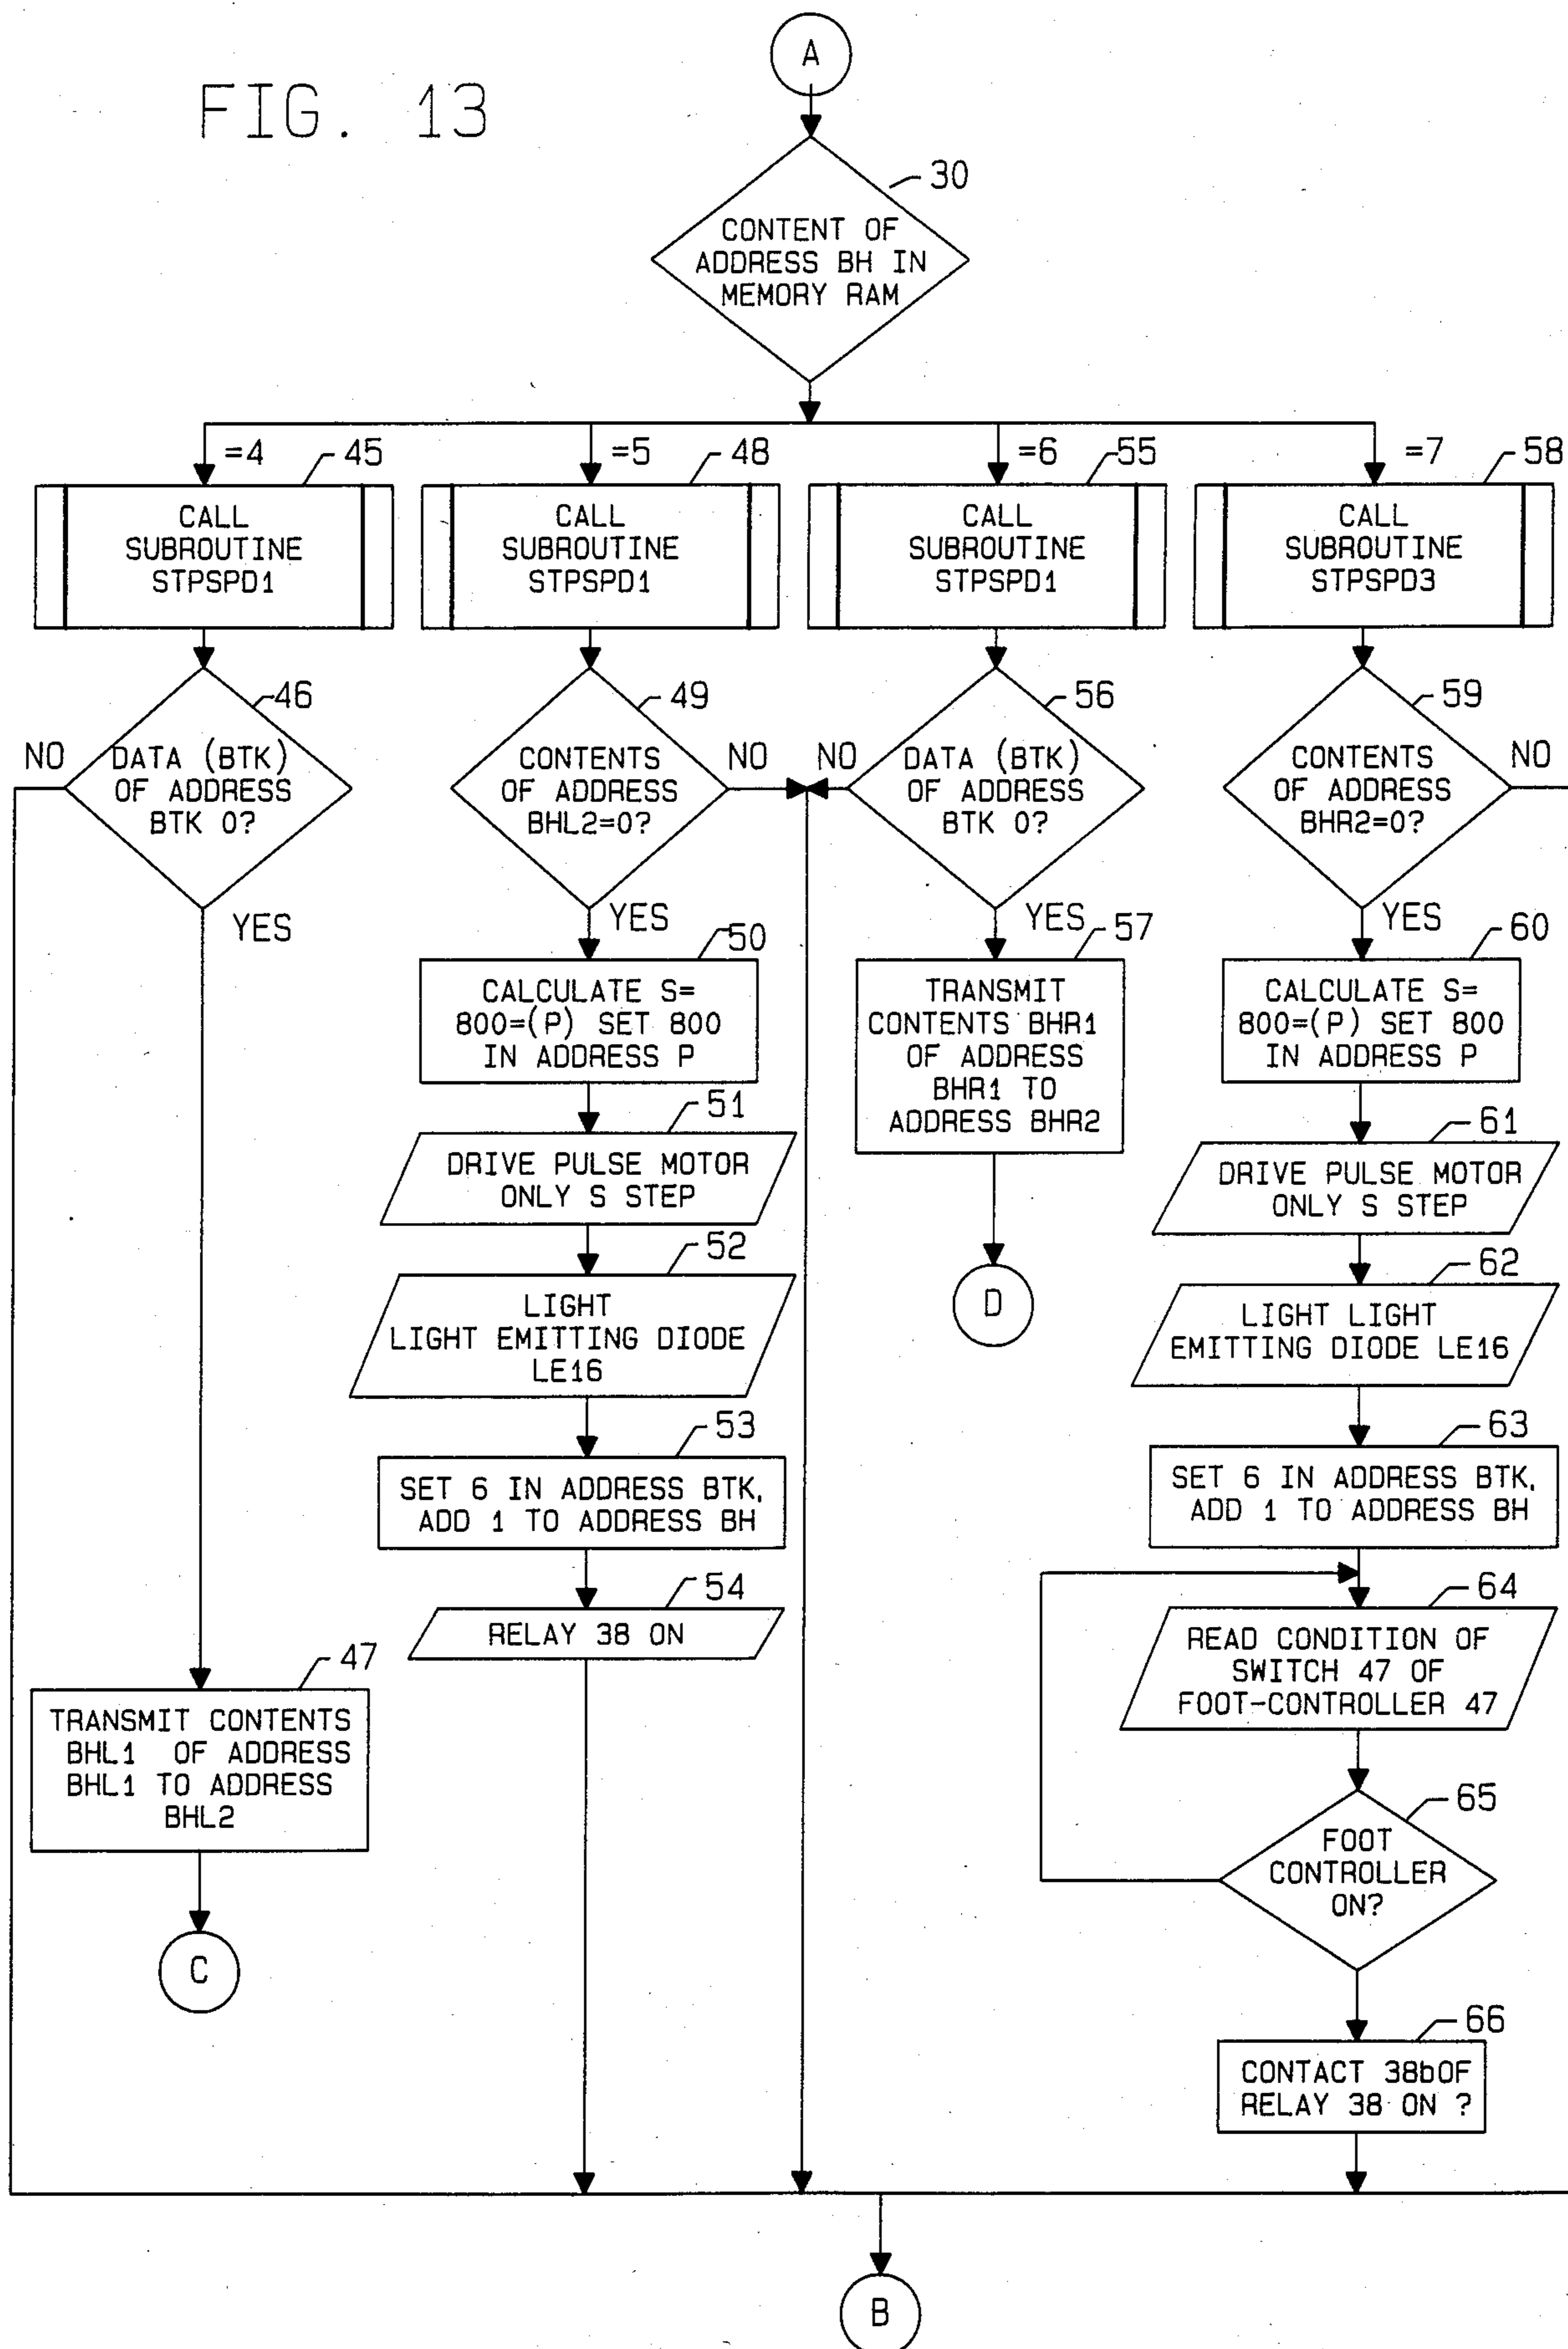 A
FIG. 13
30
CONTENT OF
ADDRESS BH IN
MEMORY RAM
=4
45
=5
48
=6
55
=7
58
CALL
SUBROUTINE
STPSPD1
CALL
SUBROUTINE
STPSPD1
CALL
SUBROUTINE
STPSPD1
CALL
SUBROUTINE
STPSPD3
46
NO
DATA (BTK)
OF ADDRESS
BTK 0?
YES
49
CONTENTS
OF ADDRESS
BHL2=0?
NO
YES
56
NO
DATA (BTK)
OF ADDRESS
BTK 0?
YES
59
CONTENTS
OF ADDRESS
BHR2=0?
NO
YES
50
CALCULATE S=
800=(P) SET 800
IN ADDRESS P
57
TRANSMIT
CONTENTS BHR1
OF ADDRESS
BHR1 TO
ADDRESS BHR2
60
CALCULATE S=
800=(P) SET 800
IN ADDRESS P
51
DRIVE PULSE MOTOR
ONLY S STEP
61
DRIVE PULSE MOTOR
ONLY S STEP
52
LIGHT
LIGHT EMITTING DIODE
LE16
D
62
LIGHT LIGHT
EMITTING DIODE LE16
53
SET 6 IN ADDRESS BTK,
ADD 1 TO ADDRESS BH
63
SET 6 IN ADDRESS BTK,
ADD 1 TO ADDRESS BH
54
RELAY 38 ON
64
READ CONDITION OF
SWITCH 47 OF
FOOT-CONTROLLER 47
47
TRANSMIT CONTENTS
BHL1 OF ADDRESS
BHL1 TO ADDRESS
BHL2
C
65
FOOT
CONTROLLER
ON?
66
CONTACT 38bOF
RELAY 38 ON ?
B